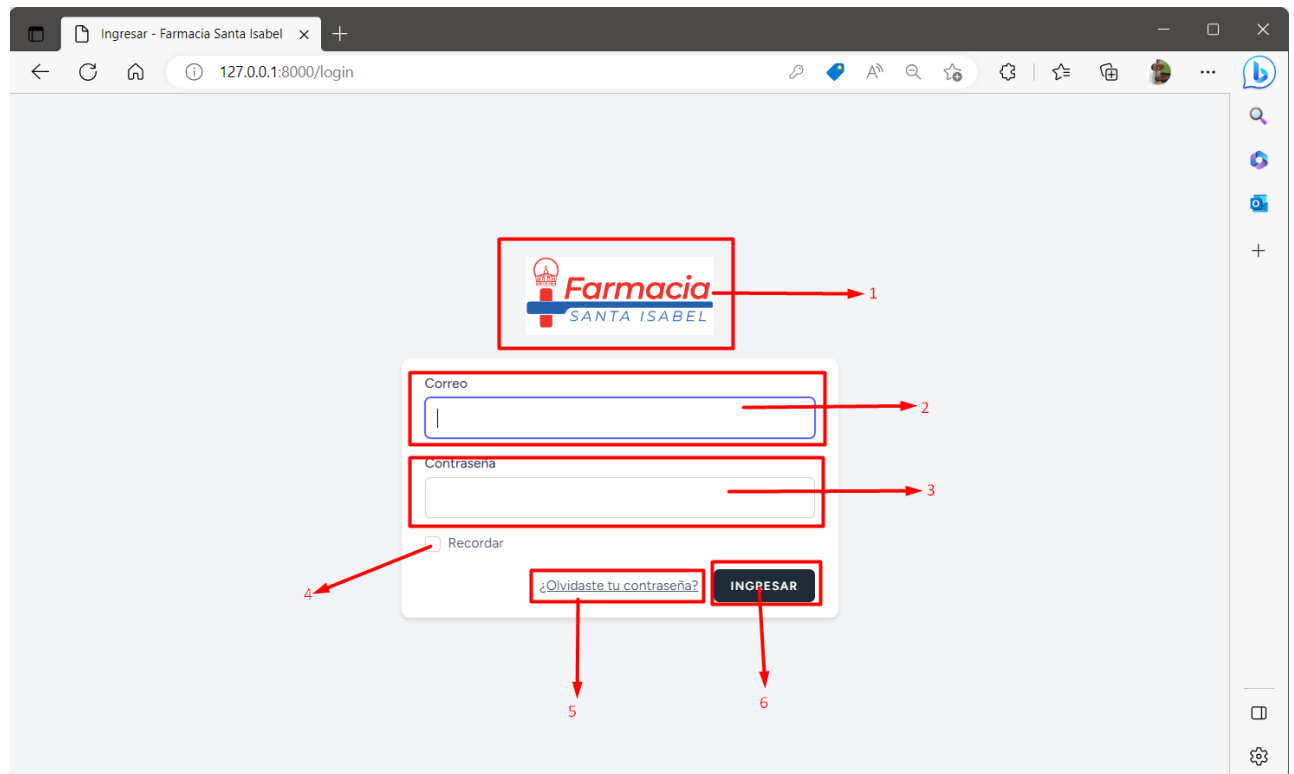 Ingresar - Farmacia Santa Isabel
127.0.0.1:8000/login
Farmacia
SANTA ISABEL
1
Correo
2
Contraseña
3
Recordar
4
¿Olvidaste tu contraseña?
INGRESAR
5
6